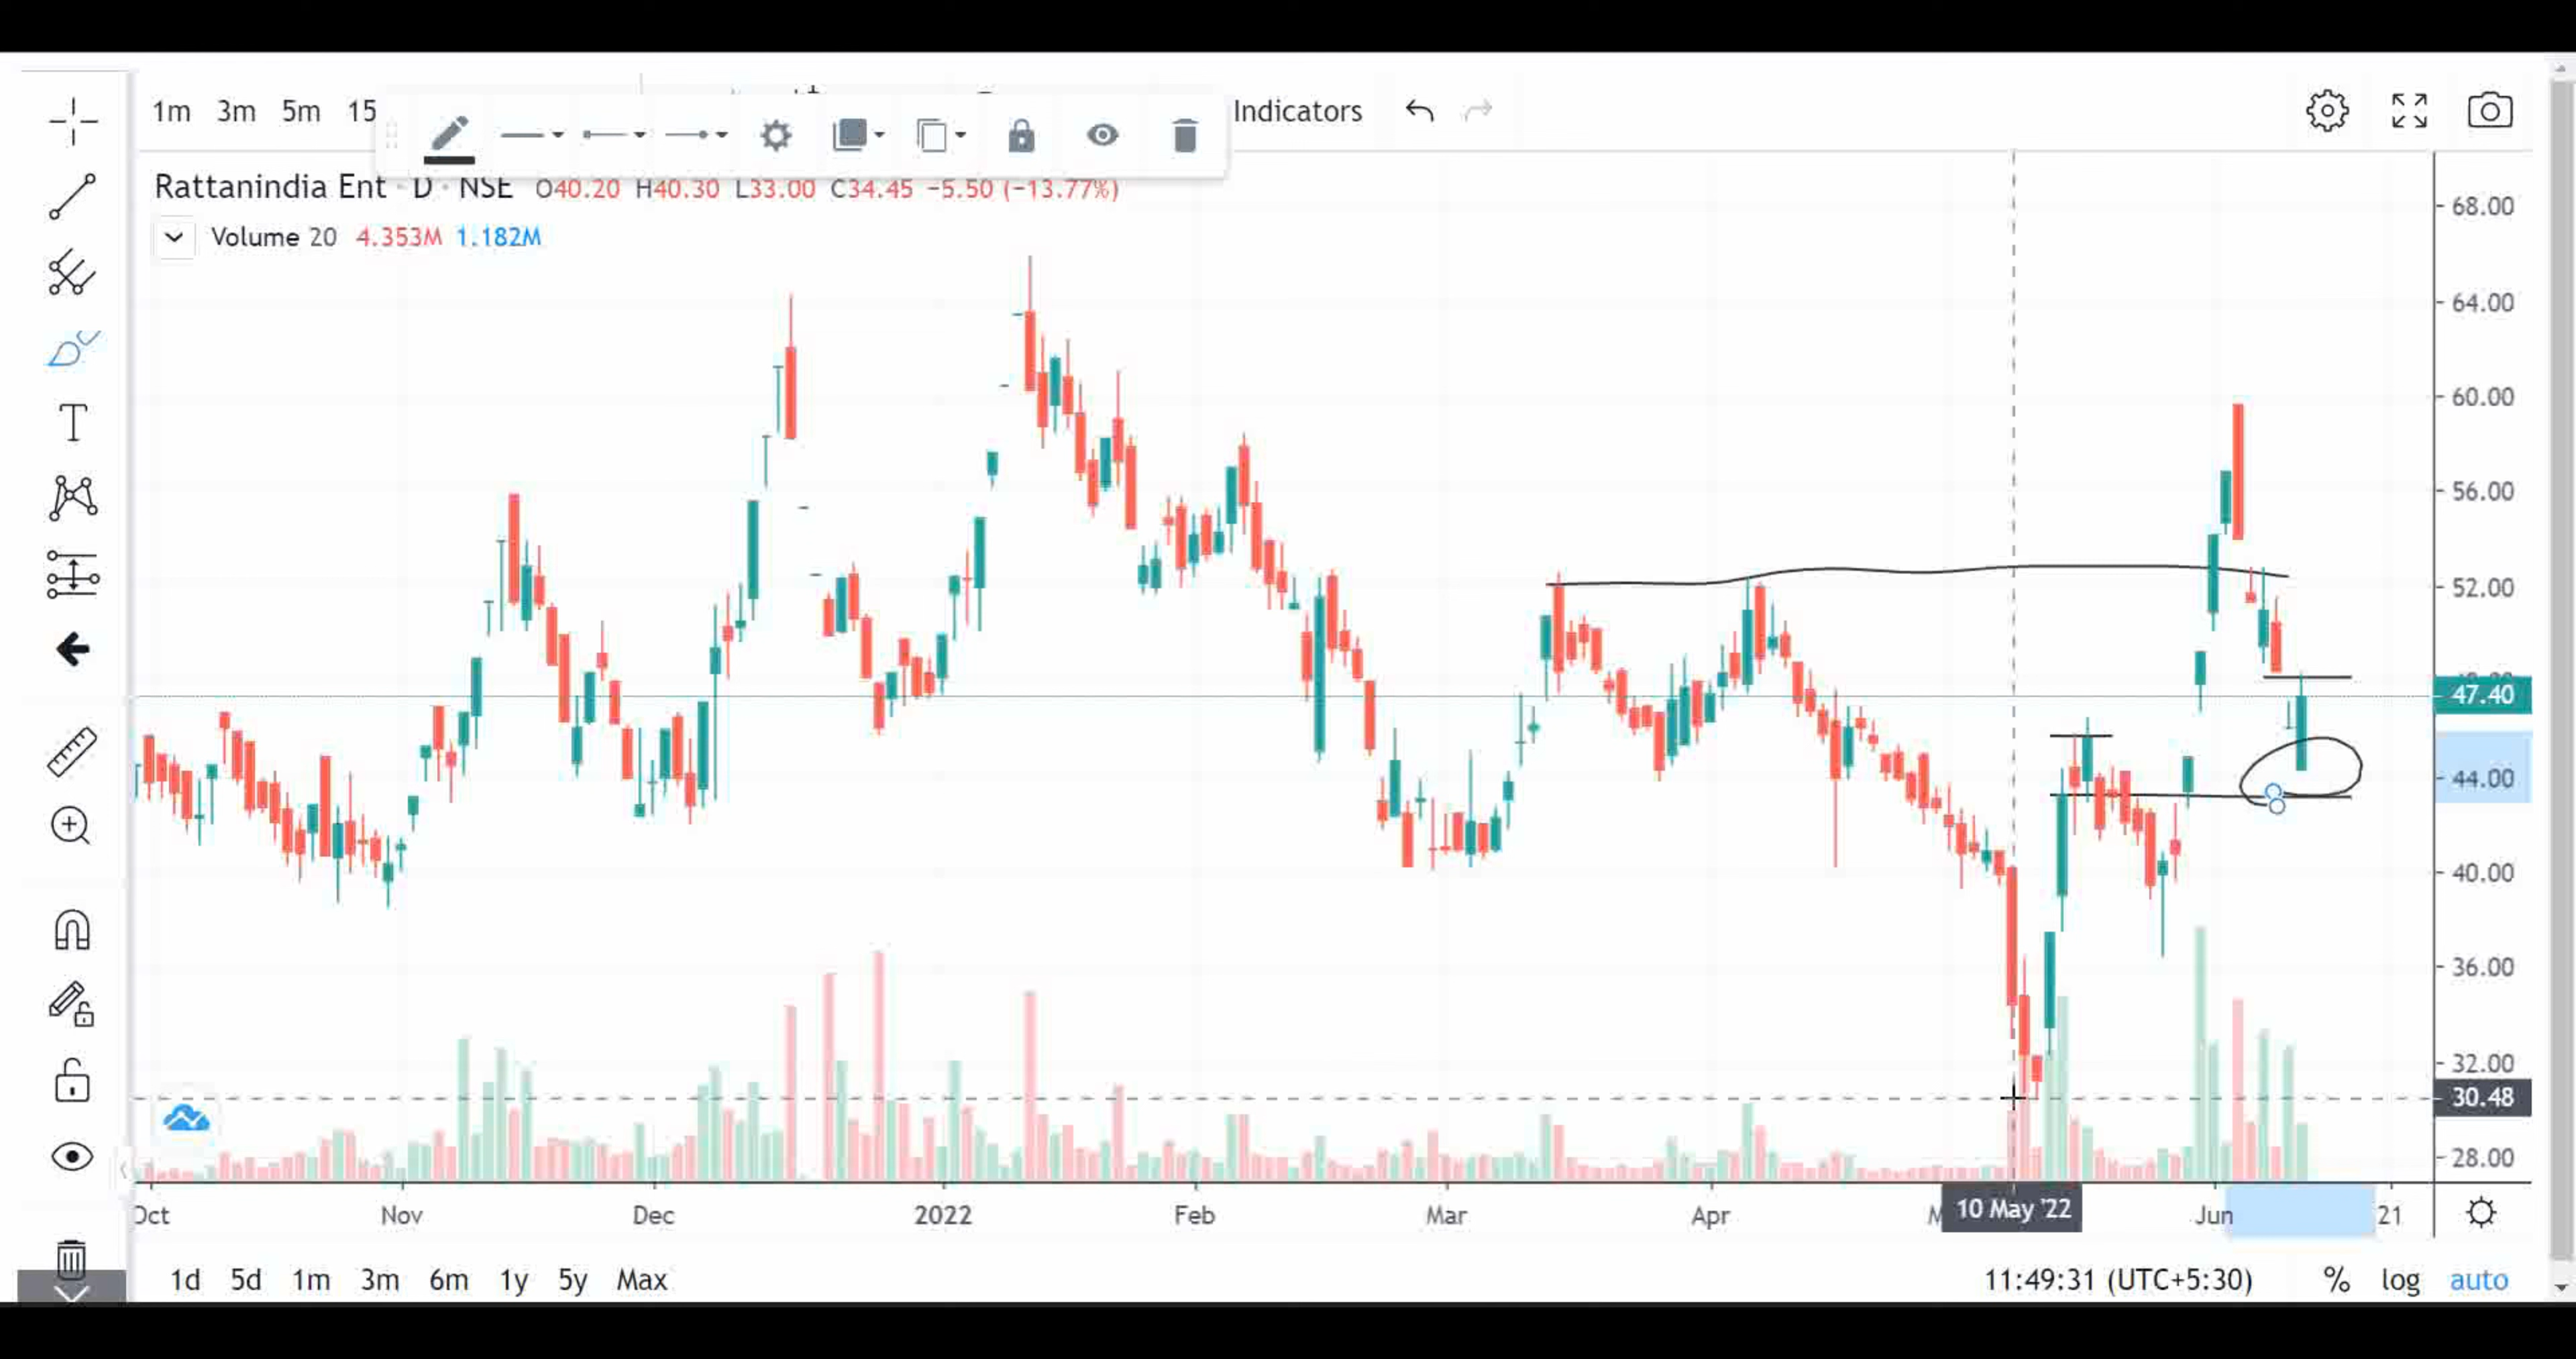 1m 3m 5m 15 Indicators
Rattanindia Ent · D · NSE O40.20 H40.30 L33.00 C34.45 −5.50 (−13.77%)
Volume 20 4.353M 1.182M
T
68.00
64.00
60.00
56.00
52.00
47.40
44.00
40.00
36.00
32.00
30.48
28.00
Oct Nov Dec 2022 Feb Mar Apr 10 May '22 Jun 21
1d 5d 1m 3m 6m 1y 5y Max 11:49:31 (UTC+5:30) % log auto